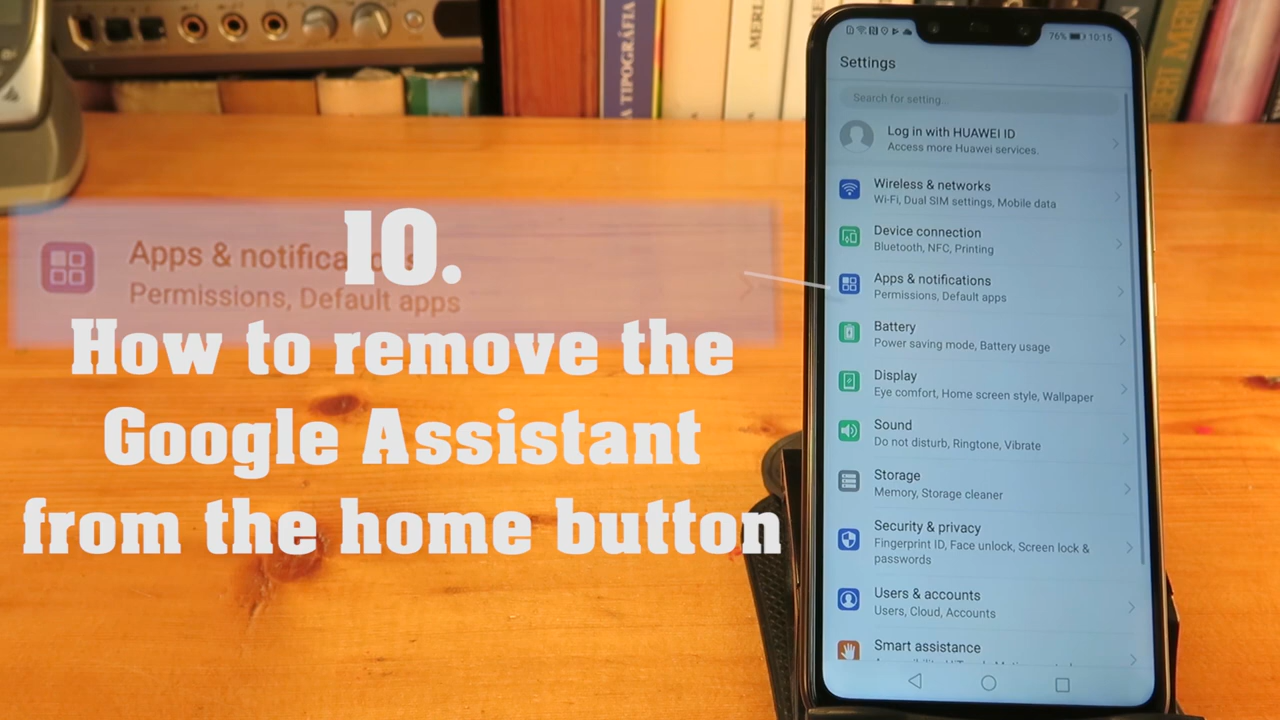 A TIPOGRÁFIA
MERL
76% 10:15
Settings
Search for setting..
Log in with HUAWEI ID
Access more Huawei services.
Wireless & networks
Wi-Fi, Dual SIM settings, Mobile data
Device connection
Bluetooth, NFC, Printing
Apps & notifications
Permissions, Default apps
Battery
Power saving mode, Battery usage
Display
Eye comfort, Home screen style, Wallpaper
Sound
Do not disturb, Ringtone, Vibrate
Storage
Memory, Storage cleaner
Security & privacy
Fingerprint ID, Face unlock, Screen lock &
passwords
Users & accounts
Users, Cloud, Accounts
Smart assistance
Apps & notifica
Permissions, Default apps
10.
How to remove the
Google Assistant
from the home button